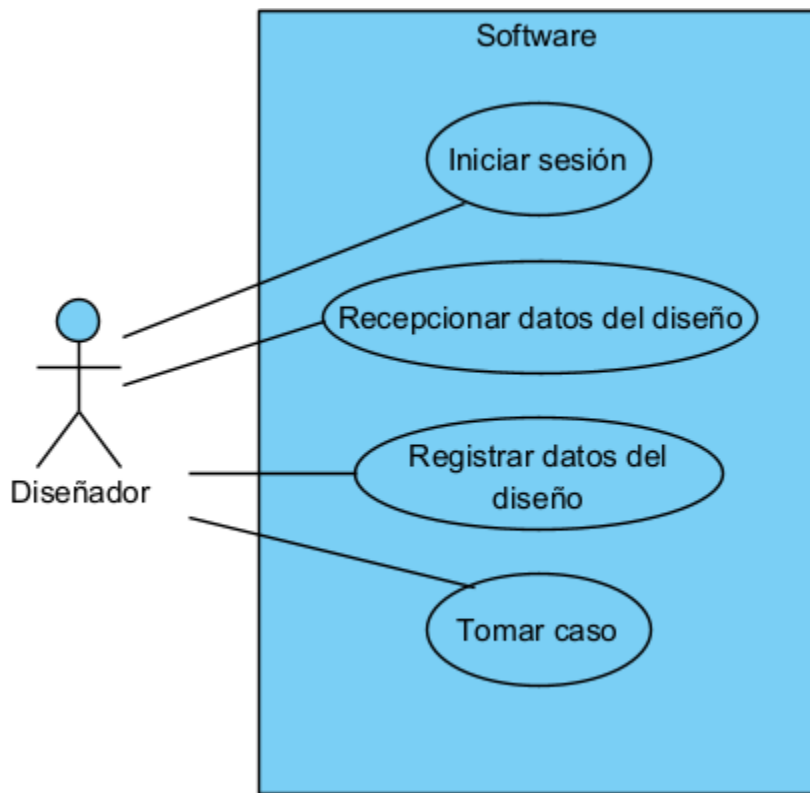 Software
Iniciar sesión
Recepcionar datos del diseño
Registrar datos del
diseño
Diseñador
Tomar caso